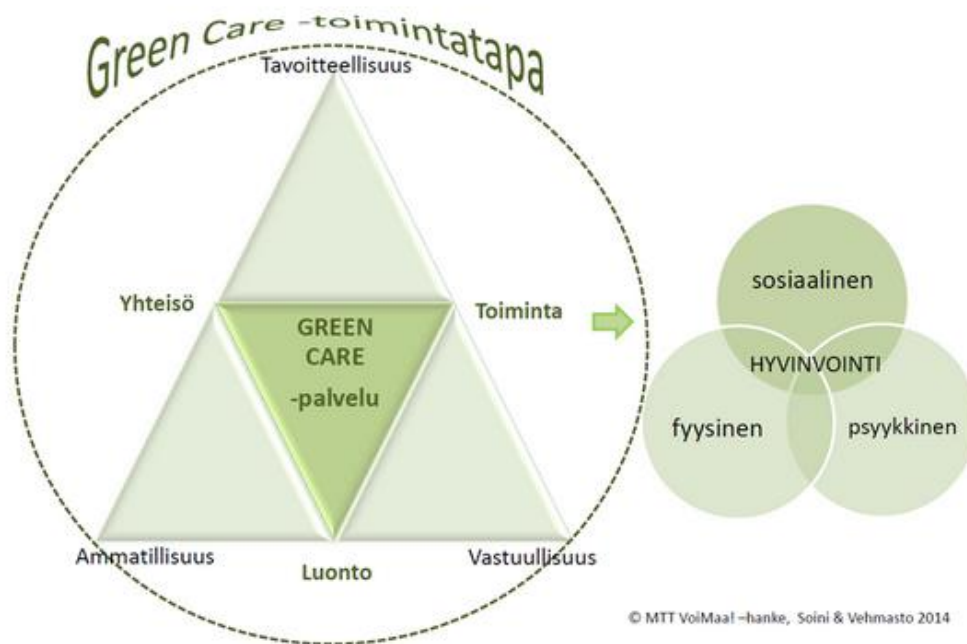 Green Care -toimintatapa
Tavoitteellisuus
Yhteisö
Toiminta
GREEN
CARE
-palvelu
Ammatillisuus
Luonto
Vastuullisuus
sosiaalinen
HYVINVOINTI
fyysinen
psyykkinen
© MTT VoiMaa! –hanke, Soini & Vehmasto 2014